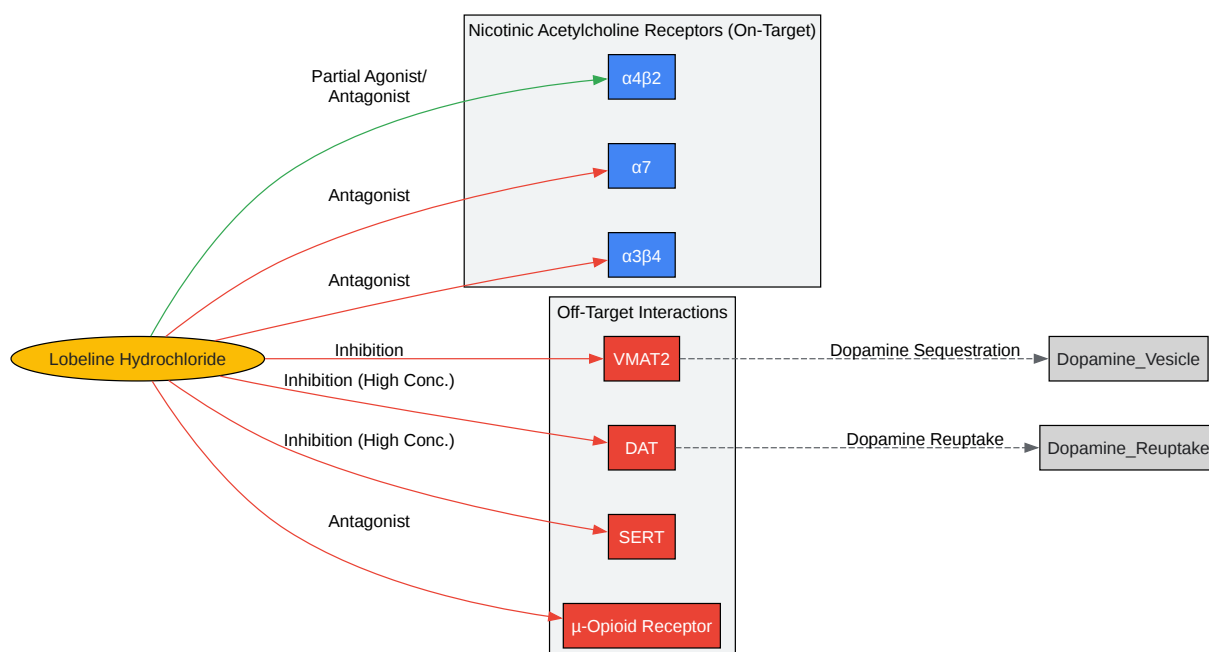 Nicotinic Acetylcholine Receptors (On-Target)
Partial Agonist/
Antagonist
α4β2
Antagonist
α7
Antagonist
α3β4
Off-Target Interactions
Lobeline Hydrochloride
Inhibition
VMAT2
Dopamine Sequestration
Dopamine_Vesicle
Inhibition (High Conc.)
DAT
Dopamine Reuptake
Dopamine_Reuptake
Inhibition (High Conc.)
SERT
Antagonist
µ-Opioid Receptor